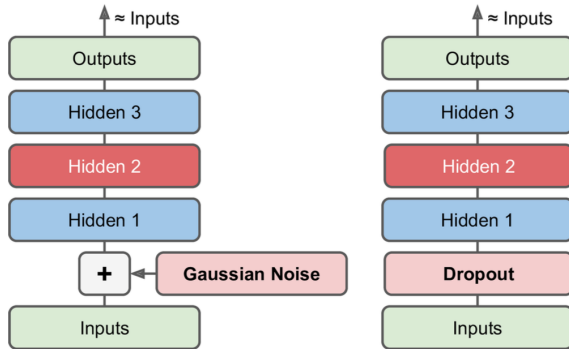 ≈ Inputs
Outputs
Hidden 3
Hidden 2
Hidden 1
+
Gaussian Noise
Inputs
≈ Inputs
Outputs
Hidden 3
Hidden 2
Hidden 1
Dropout
Inputs